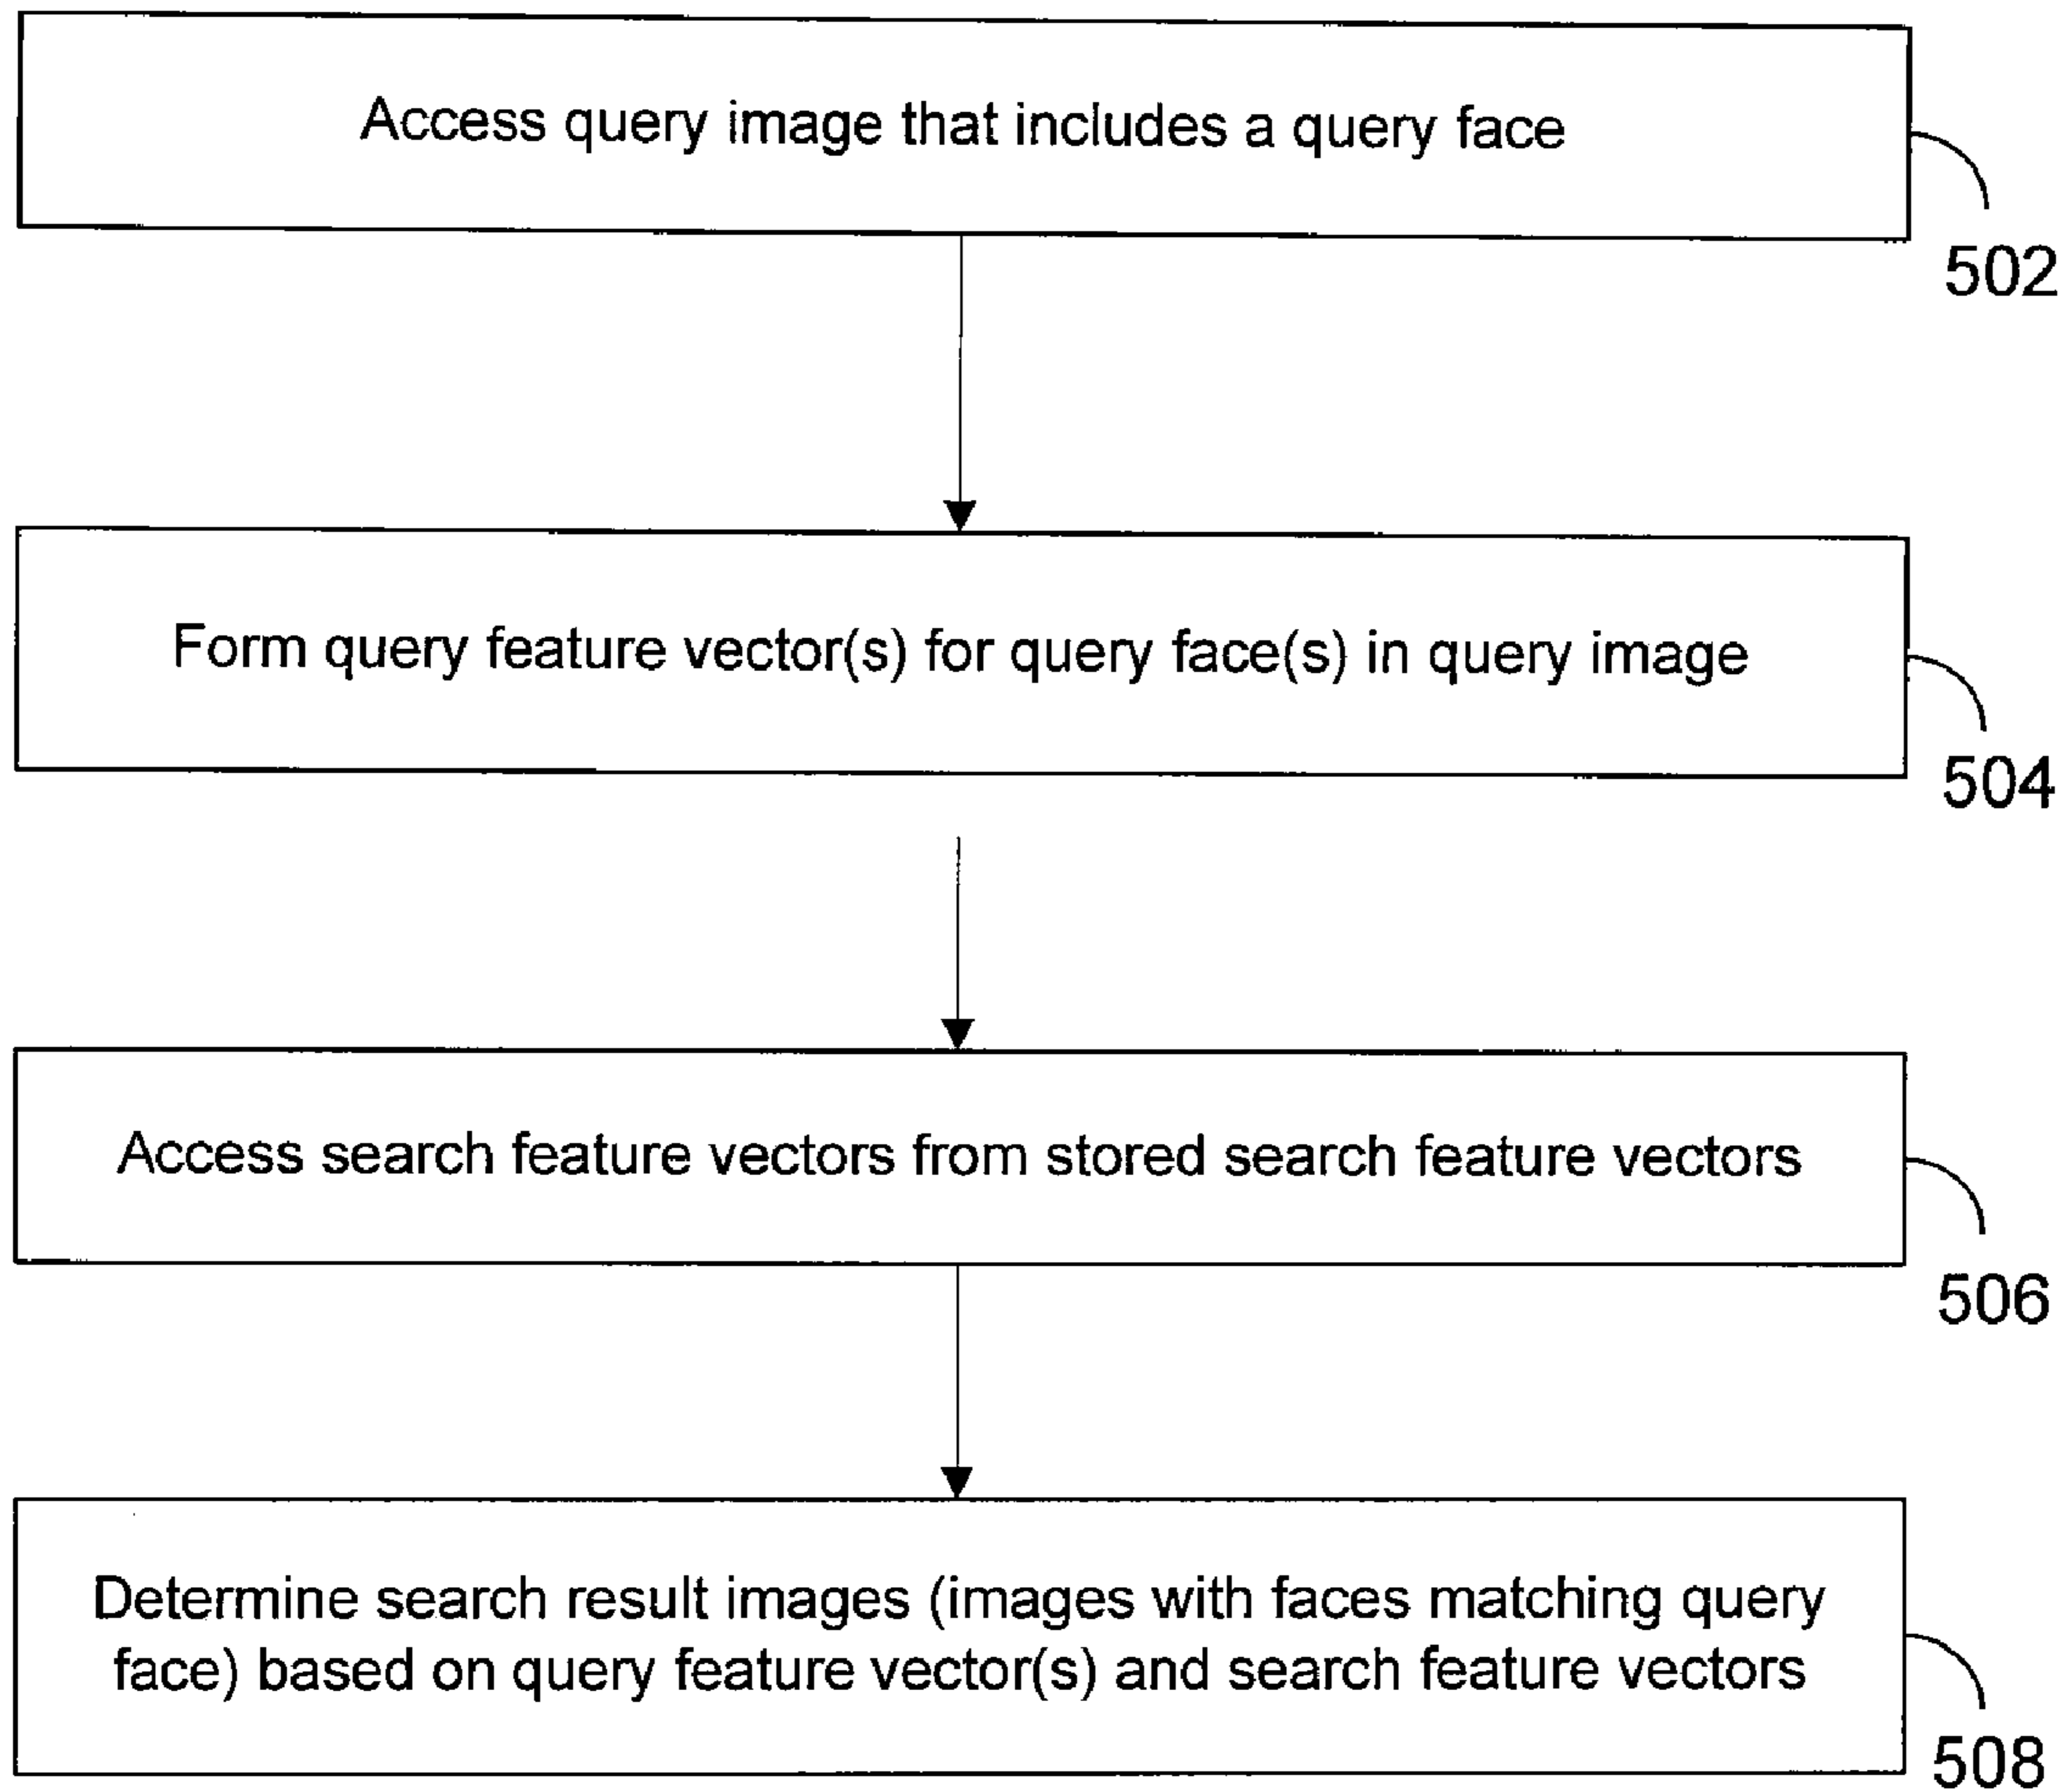 Access query image that includes a query face
502
Form query feature vector(s) for query face(s) in query image
504
Access search feature vectors from stored search feature vectors
506
Determine search result images (images with faces matching query
face) based on query feature vector(s) and search feature vectors
508